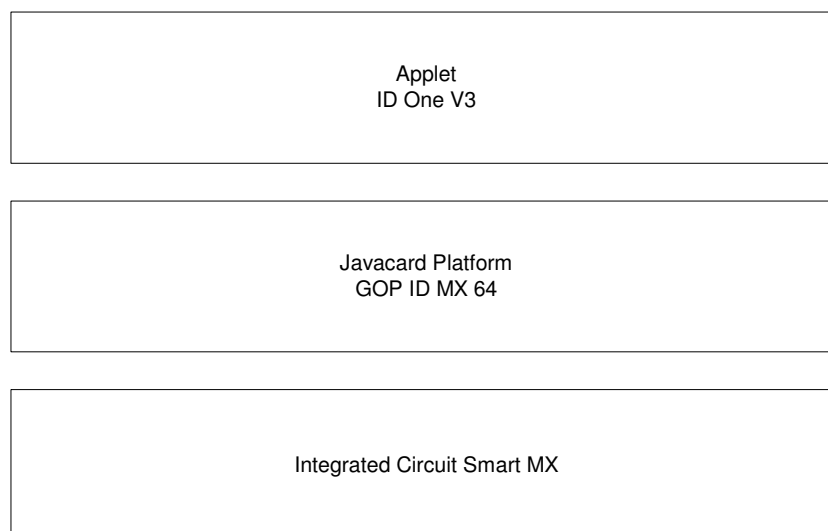 Applet
ID One V3
Javacard Platform
GOP ID MX 64
Integrated Circuit Smart MX